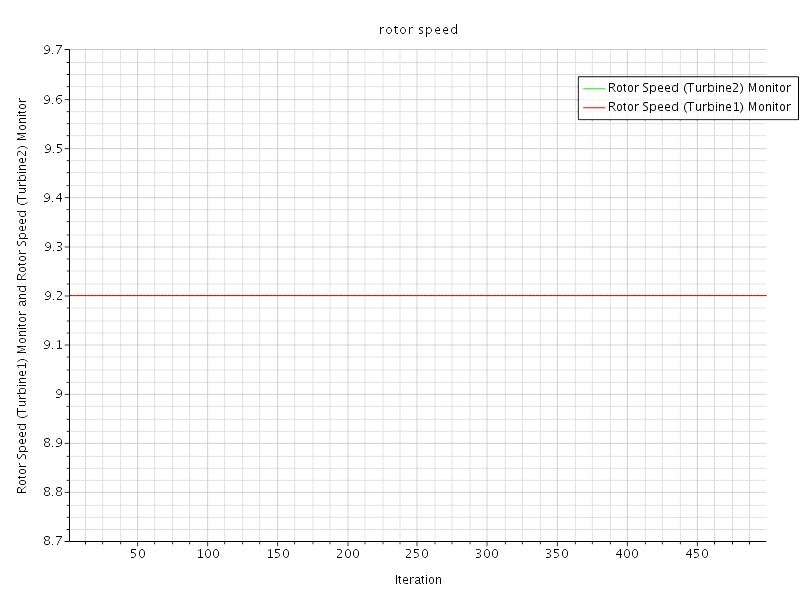 rotor speed
Rotor Speed (Turbine2) Monitor
Rotor Speed (Turbine1) Monitor
Rotor Speed (Turbine1) Monitor and Rotor Speed (Turbine2) Monitor
9.7
9.6
9.5
9.4
9.3
9.2
9.1
9
8.9
8.8
8.7
50 100 150 200 250 300 350 400 450
Iteration